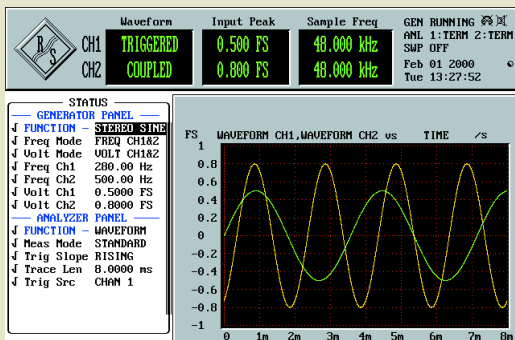 Waveform Input Peak Sample Freq
R S
CH1 TRIGGERED 0.500 FS 48.000 kHz
CH2 COUPLED 0.800 FS 48.000 kHz
GEN RUNNING
ANL 1:TERM 2:TERM
SWP OFF
Feb 01 2000
Tue 13:27:52
STATUS
GENERATOR PANEL
FUNCTION – STEREO SINE
Freq Mode FREQ CH1&2
Volt Mode VOLT CH1&2
Freq Ch1 280.00 Hz
Freq Ch2 500.00 Hz
Volt Ch1 0.5000 FS
Volt Ch2 0.8000 FS
ANALYZER PANEL
FUNCTION – WAVEFORM
Meas Mode STANDARD
Trig Slope RISING
Trace Len 8.0000 ms
Trig Src CHAN 1
FS WAVEFORM CH1,WAVEFORM CH2 vs TIME /s
1
0.8
0.6
0.4
0.2
0
-0.2
-0.4
-0.6
-0.8
-1
0 1m 2m 3m 4m 5m 6m 7m 8m